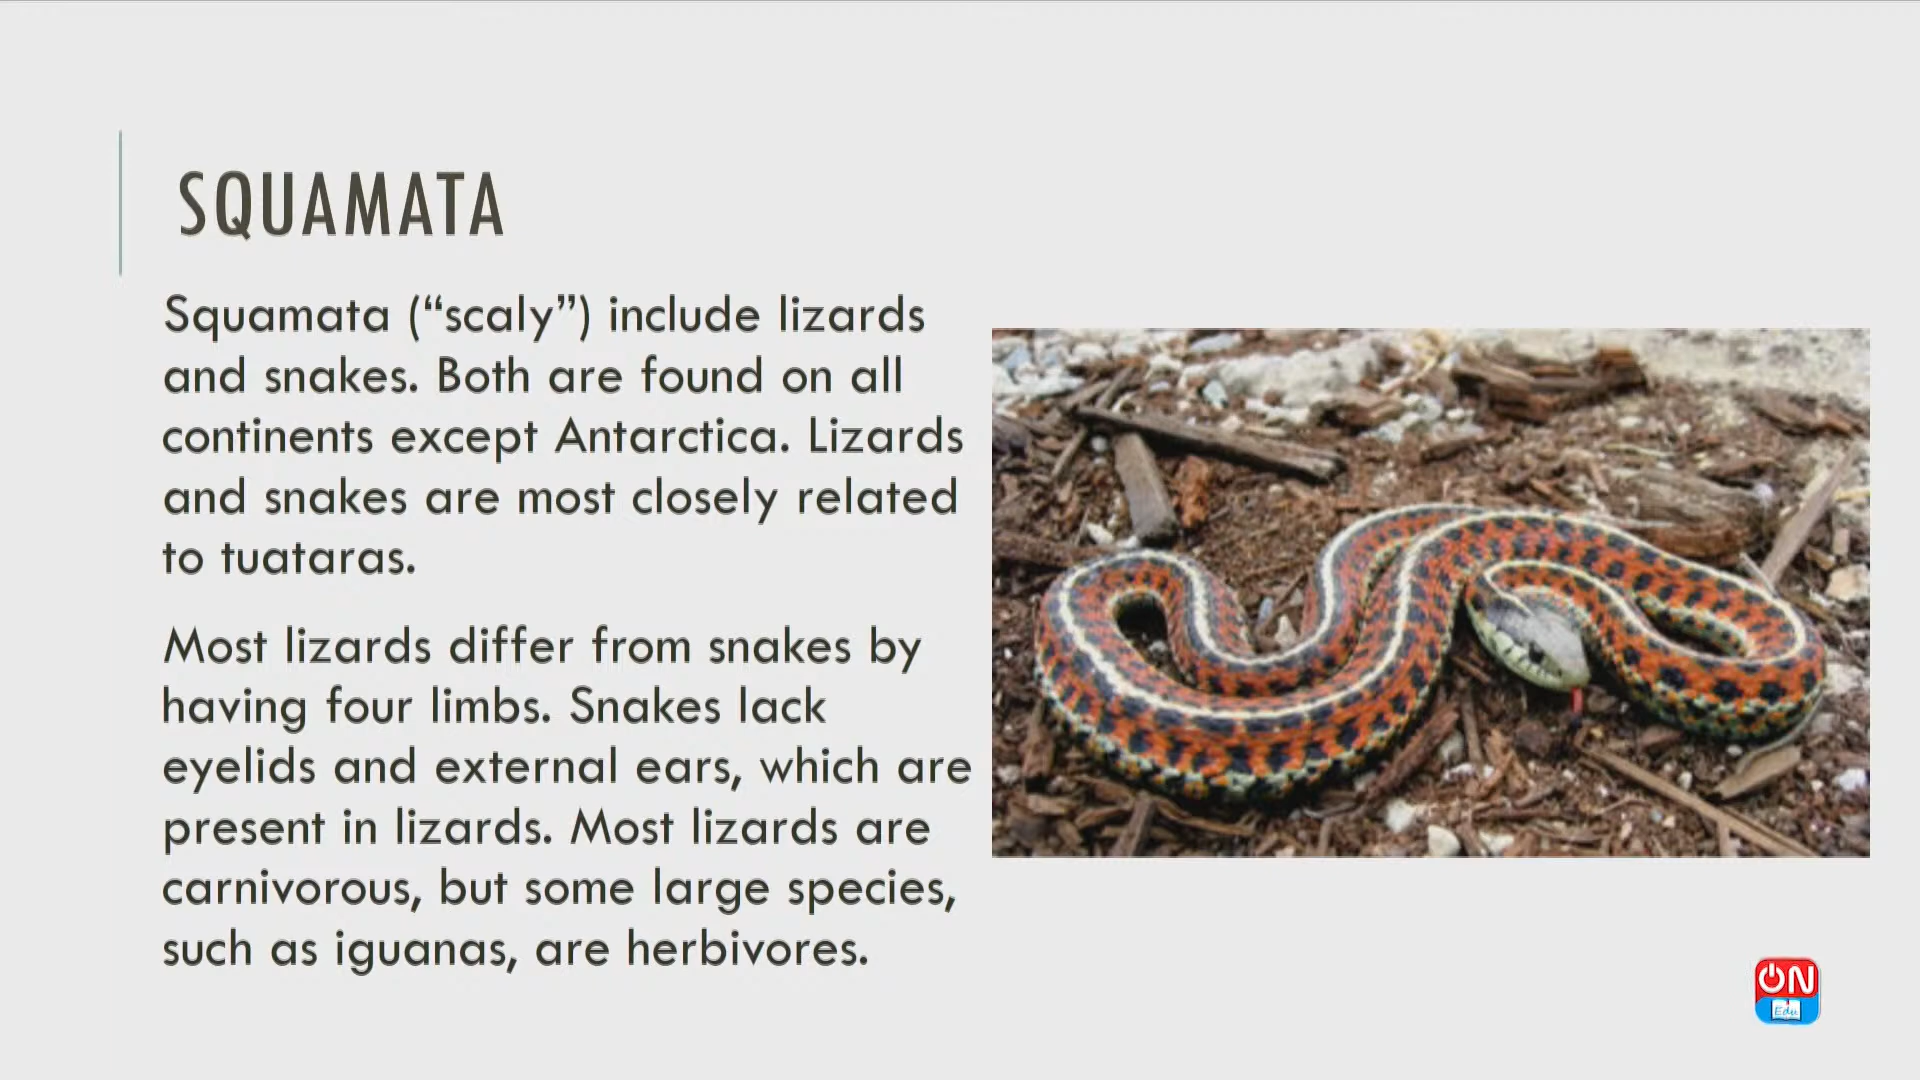 SQUAMATA
Squamata (“scaly”) include lizards
and snakes. Both are found on all
continents except Antarctica. Lizards
and snakes are most closely related
to tuataras.
Most lizards differ from snakes by
having four limbs. Snakes lack
eyelids and external ears, which are
present in lizards. Most lizards are
carnivorous, but some large species,
such as iguanas, are herbivores.
ON
Edu